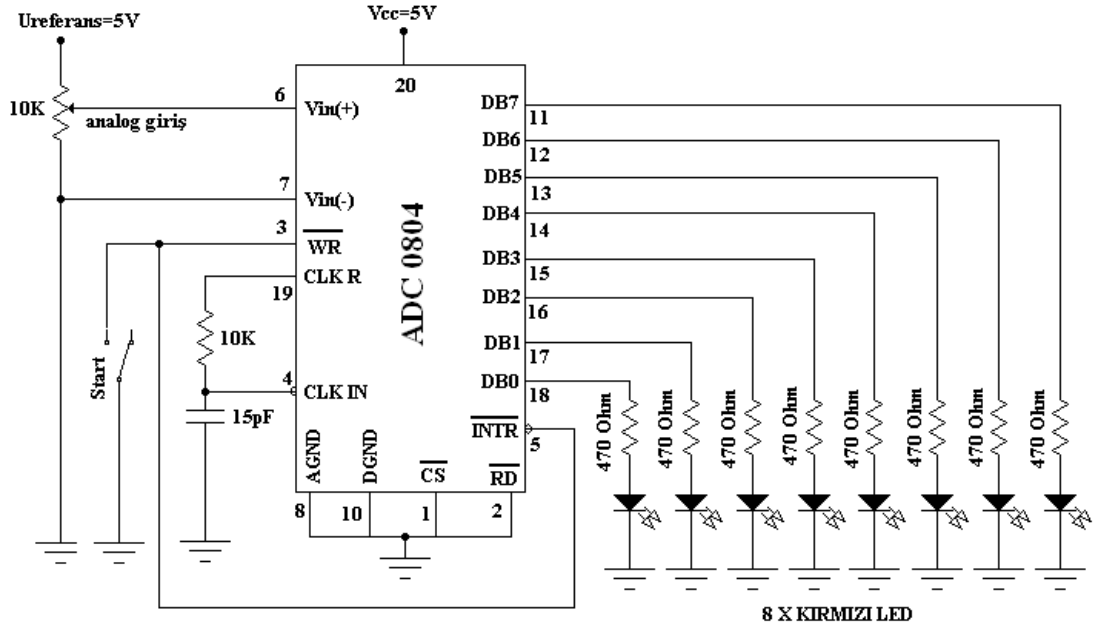 Ureferans=5V
Vcc=5V
10K
analog giriş
6
Vin(+)
7
Vin(-)
3
WR
CLK R
19
10K
4
CLK IN
15pF
Start
20
ADC 0804
DB7
11
DB6
12
DB5
13
DB4
14
DB3
15
DB2
16
DB1
17
DB0
18
INTR
5
AGND
DGND
CS
RD
8
10
1
2
470 Ohm
470 Ohm
470 Ohm
470 Ohm
470 Ohm
470 Ohm
470 Ohm
470 Ohm
8 X KIRMIZI LED